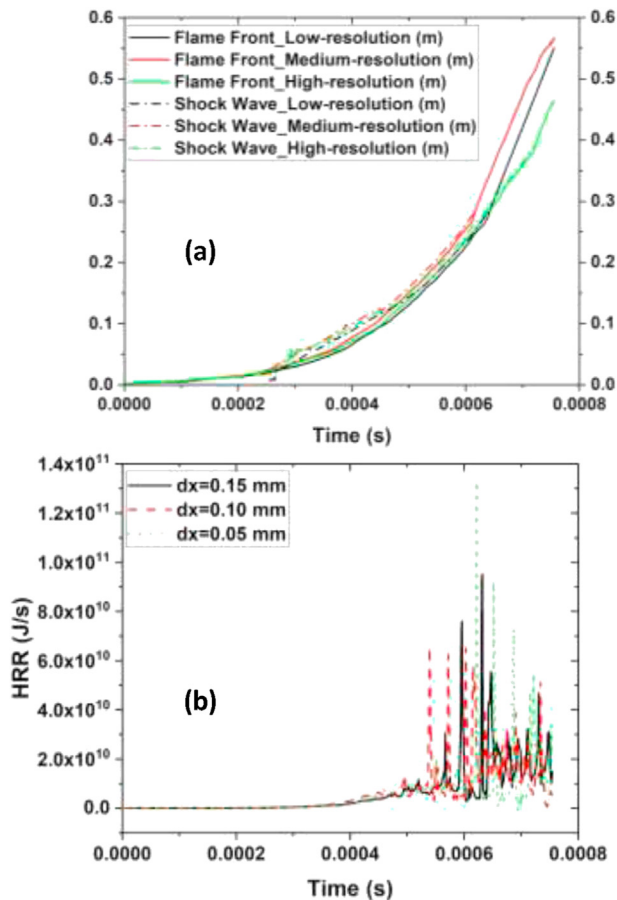 0.6
0.6
Flame Front_Low-resolution (m)
Flame Front_Medium-resolution (m)
Flame Front_High-resolution (m)
Shock Wave_Low-resolution (m)
Shock Wave_Medium-resolution (m)
Shock Wave_High-resolution (m)
0.5
0.5
0.4
0.4
0.3
0.3
(a)
0.2
0.2
0.1
0.1
0.0
0.0
0.0000 0.0002 0.0004 0.0006 0.0008
Time (s)
1.4x10¹¹
dx=0.15 mm
dx=0.10 mm
dx=0.05 mm
1.2x10¹¹
1.0x10¹¹
8.0x10¹⁰
6.0x10¹⁰
4.0x10¹⁰
2.0x10¹⁰
0.0
HRR (J/s)
(b)
0.0000 0.0002 0.0004 0.0006 0.0008
Time (s)